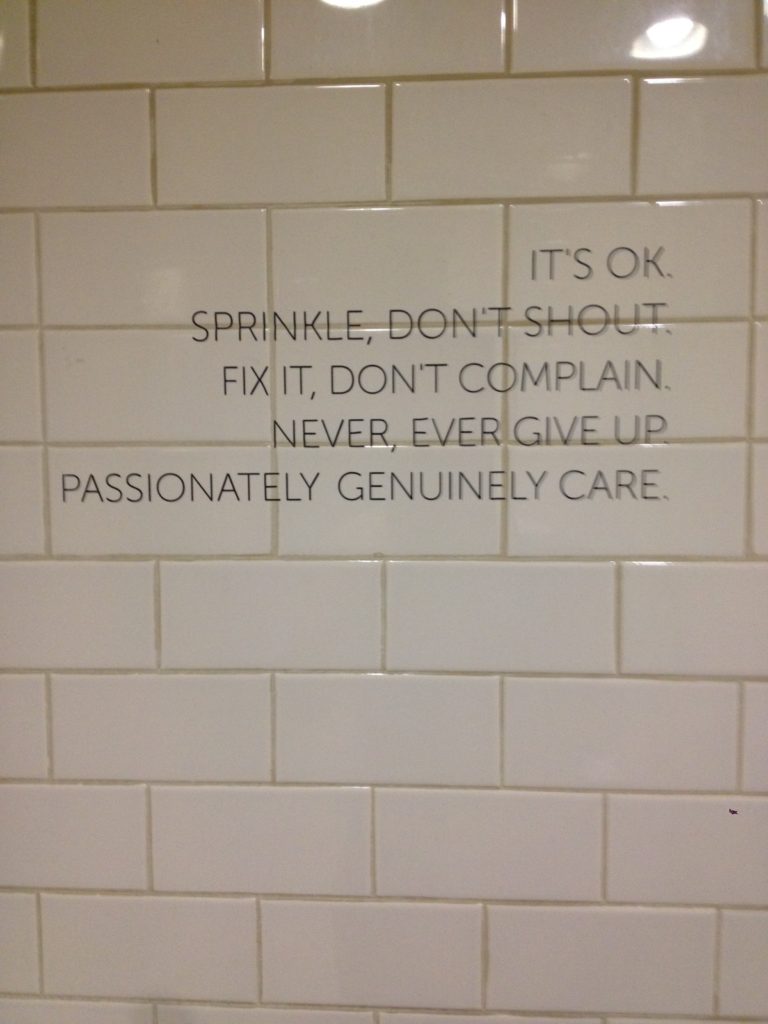 IT'S OK.
SPRINKLE, DON'T SHOUT.
FIX IT, DON'T COMPLAIN.
NEVER, EVER GIVE UP.
PASSIONATELY GENUINELY CARE.